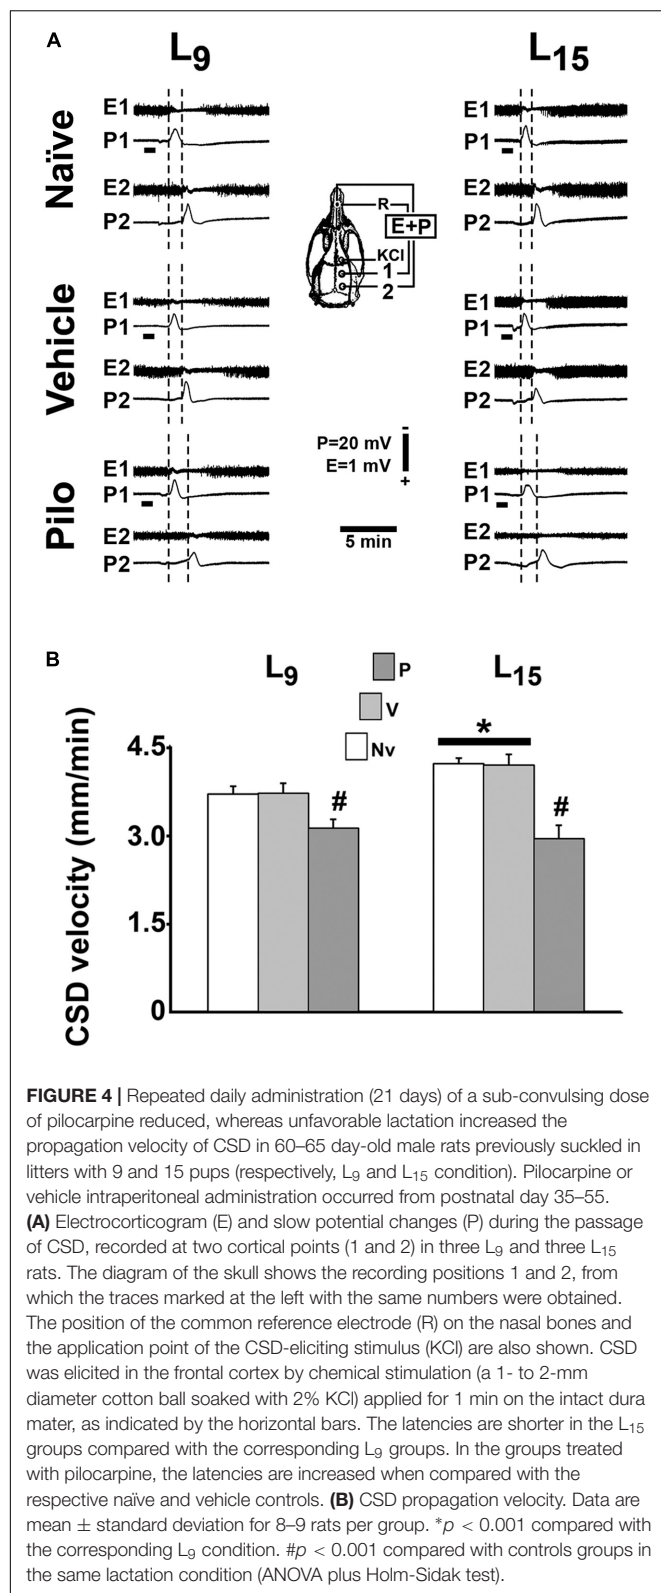 A
L9
L15
Naïve
E1
P1
E2
P2
E1
P1
E2
P2
R
E+P
KCl
1
2
Vehicle
E1
P1
E2
P2
E1
P1
E2
P2
-
P=20 mV
E=1 mV
+
Pilo
E1
P1
E2
P2
E1
P1
E2
P2
5 min
B
L9
L15
P
V
Nv
CSD velocity (mm/min)
4.5
3.0
1.5
0
#
*
#
FIGURE 4 | Repeated daily administration (21 days) of a sub-convulsing dose
of pilocarpine reduced, whereas unfavorable lactation increased the
propagation velocity of CSD in 60–65 day-old male rats previously suckled in
litters with 9 and 15 pups (respectively, L9 and L15 condition). Pilocarpine or
vehicle intraperitoneal administration occurred from postnatal day 35–55.
(A) Electrocorticogram (E) and slow potential changes (P) during the passage
of CSD, recorded at two cortical points (1 and 2) in three L9 and three L15
rats. The diagram of the skull shows the recording positions 1 and 2, from
which the traces marked at the left with the same numbers were obtained.
The position of the common reference electrode (R) on the nasal bones and
the application point of the CSD-eliciting stimulus (KCl) are also shown. CSD
was elicited in the frontal cortex by chemical stimulation (a 1- to 2-mm
diameter cotton ball soaked with 2% KCl) applied for 1 min on the intact dura
mater, as indicated by the horizontal bars. The latencies are shorter in the L15
groups compared with the corresponding L9 groups. In the groups treated
with pilocarpine, the latencies are increased when compared with the
respective naïve and vehicle controls. (B) CSD propagation velocity. Data are
mean ± standard deviation for 8–9 rats per group. *p < 0.001 compared with
the corresponding L9 condition. #p < 0.001 compared with controls groups in
the same lactation condition (ANOVA plus Holm-Sidak test).